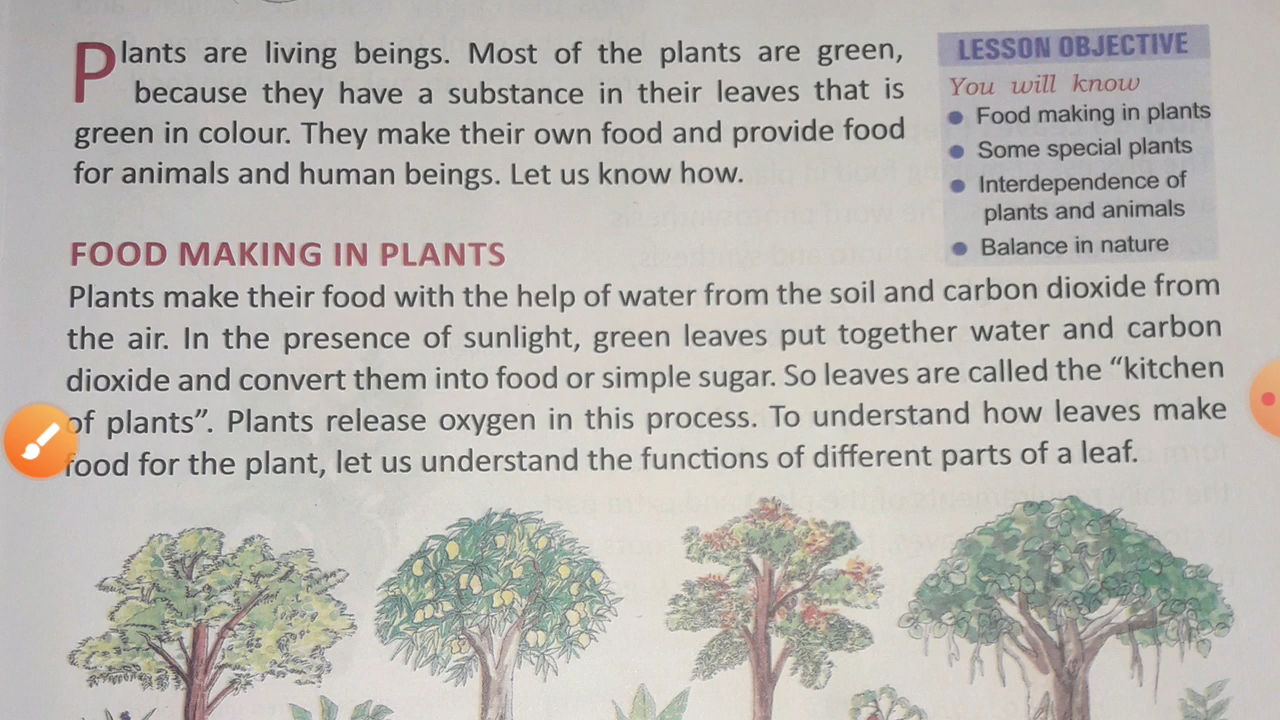 Plants are living beings. Most of the plants are green,
because they have a substance in their leaves that is
green in colour. They make their own food and provide food
for animals and human beings. Let us know how.
LESSON OBJECTIVE
You will know
• Food making in plants
• Some special plants
• Interdependence of
plants and animals
• Balance in nature
FOOD MAKING IN PLANTS
Plants make their food with the help of water from the soil and carbon dioxide from
the air. In the presence of sunlight, green leaves put together water and carbon
dioxide and convert them into food or simple sugar. So leaves are called the “kitchen
of plants”. Plants release oxygen in this process. To understand how leaves make
food for the plant, let us understand the functions of different parts of a leaf.